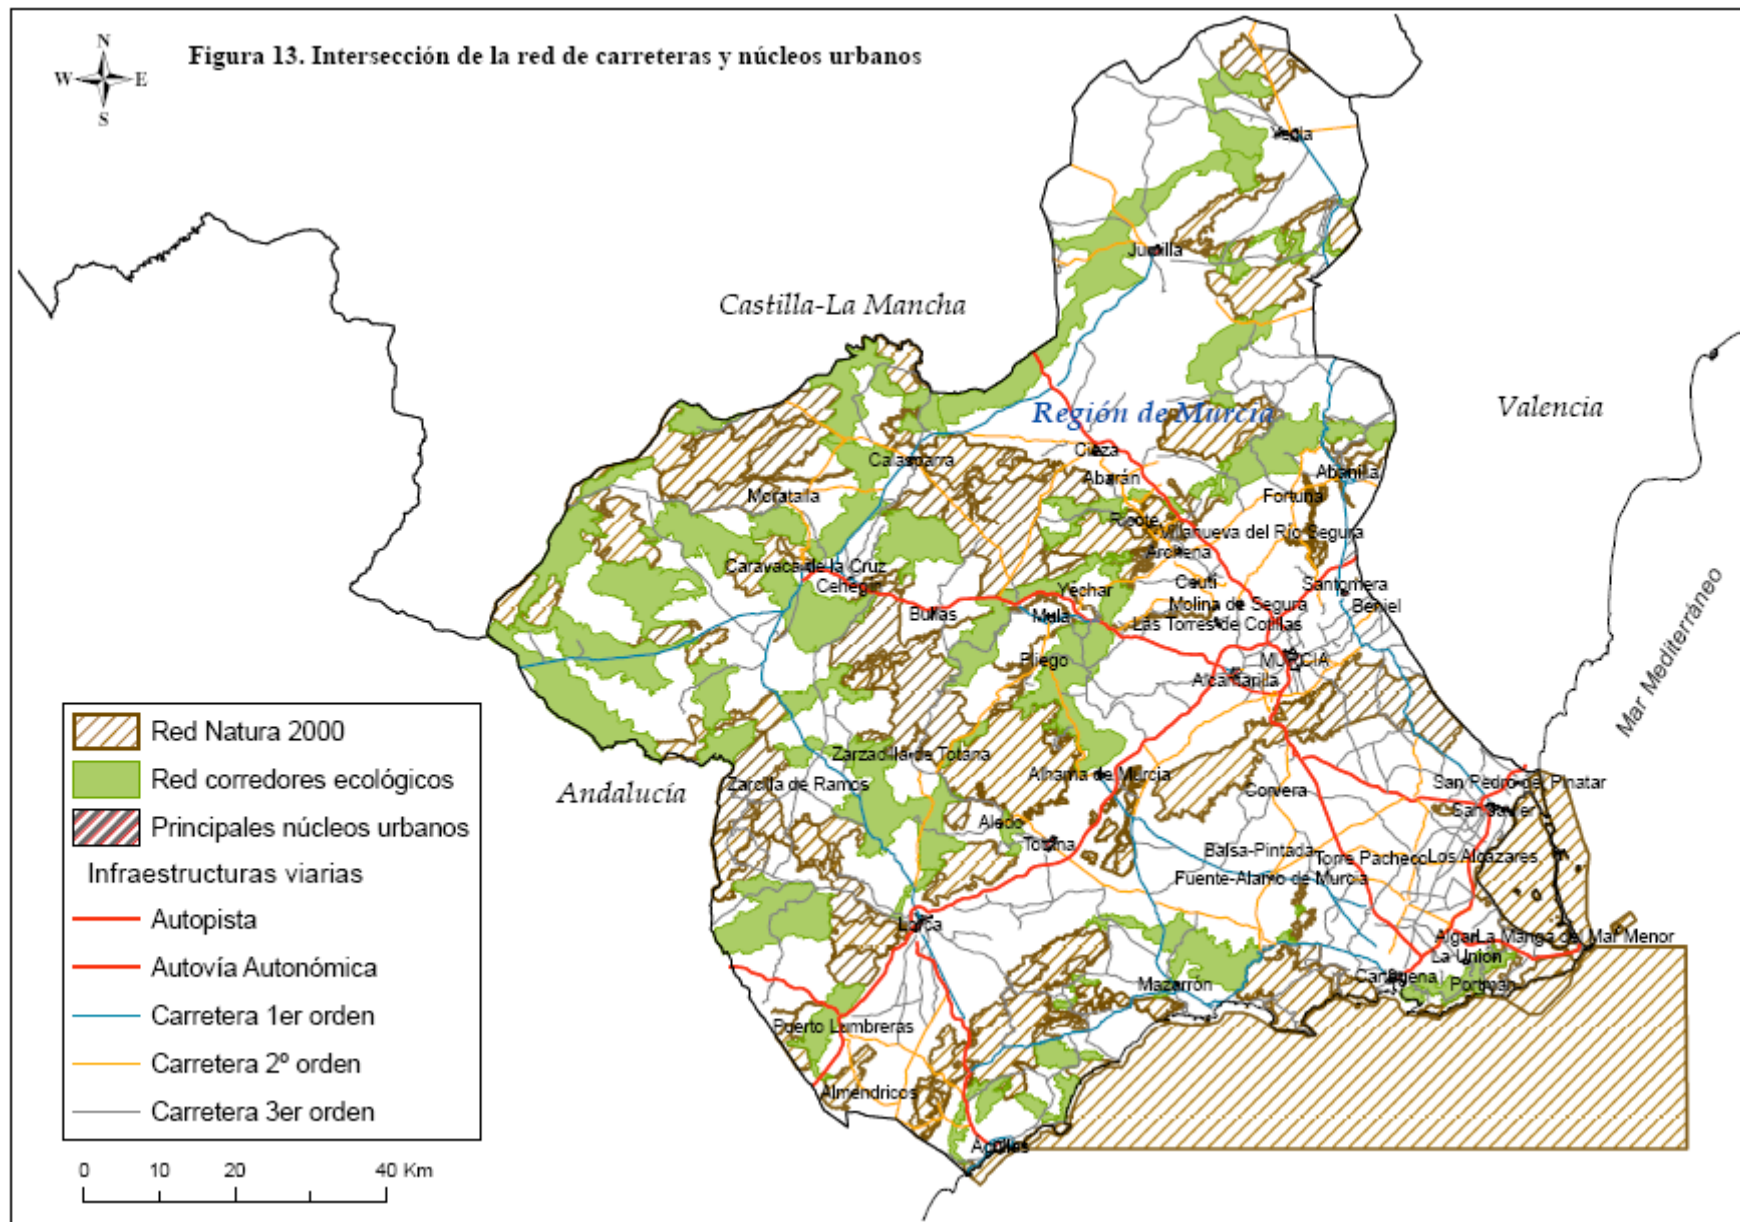 Figura 13. Intersección de la red de carreteras y núcleos urbanos
N
W E
S
Yecla
Jumilla
Castilla-La Mancha
Región de Murcia
Valencia
Cieza
Calasparra
Abarán
Abanilla
Moratalla
Fortuna
Ricote
Villanueva del Río Segura
Archena
Caravaca de la Cruz
Cehegín
Ceutí
Santomera
Yechar
Beniel
Bullas
Mula
Molina de Segura
Las Torres de Cotillas
Pliego
MURCIA
Alcantarilla
Mar Mediterráneo
Zarzadilla de Totana
Zarcilla de Ramos
Andalucía
Alhama de Murcia
Corvera
San Pedro del Pinatar
San Javier
Aledo
Totana
Balsa-Pintada
Torre Pacheco
Los Alcázares
Fuente-Alamo de Murcia
Lorca
Algar
La Manga del Mar Menor
La Unión
Cartagena
Portman
Mazarrón
Puerto Lumbreras
Almendricos
Aguilas
Red Natura 2000
Red corredores ecológicos
Principales núcleos urbanos
Infraestructuras viarias
Autopista
Autovía Autonómica
Carretera 1er orden
Carretera 2º orden
Carretera 3er orden
0 10 20 40 Km